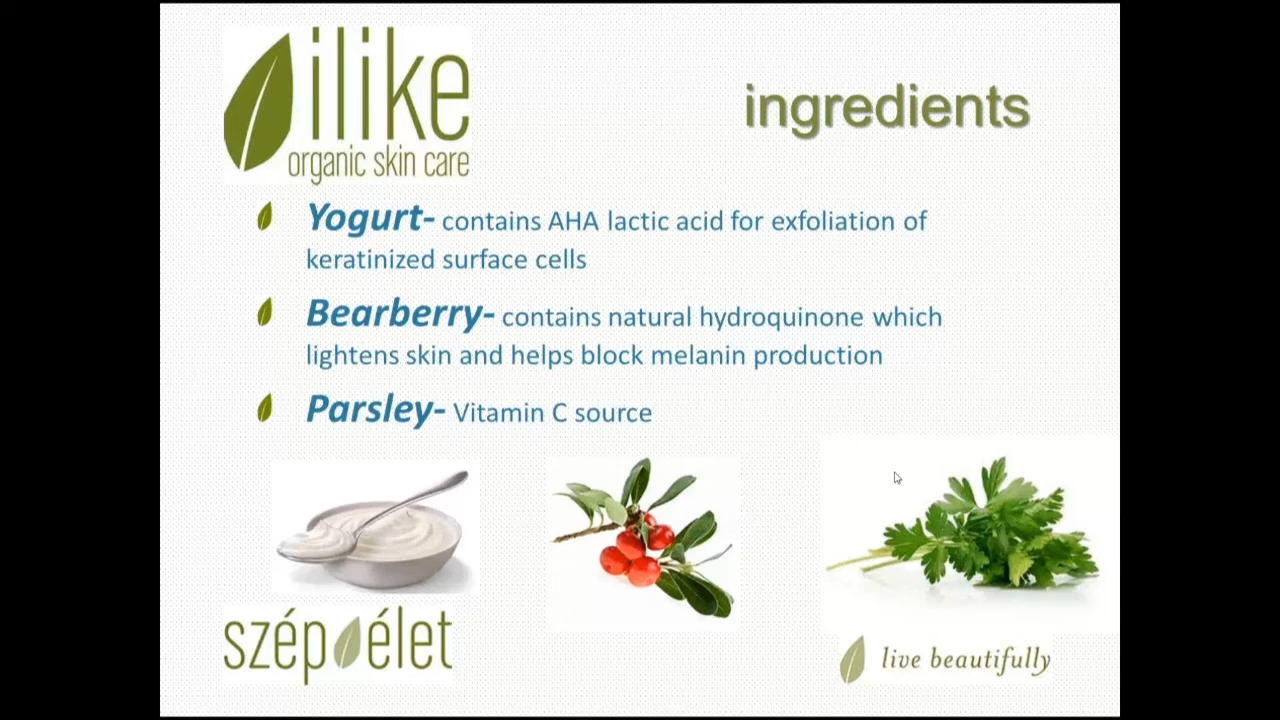 ilike
organic skin care
ingredients
Yogurt- contains AHA lactic acid for exfoliation of
keratinized surface cells
Bearberry- contains natural hydroquinone which
lightens skin and helps block melanin production
Parsley- Vitamin C source
szép élet
live beautifully